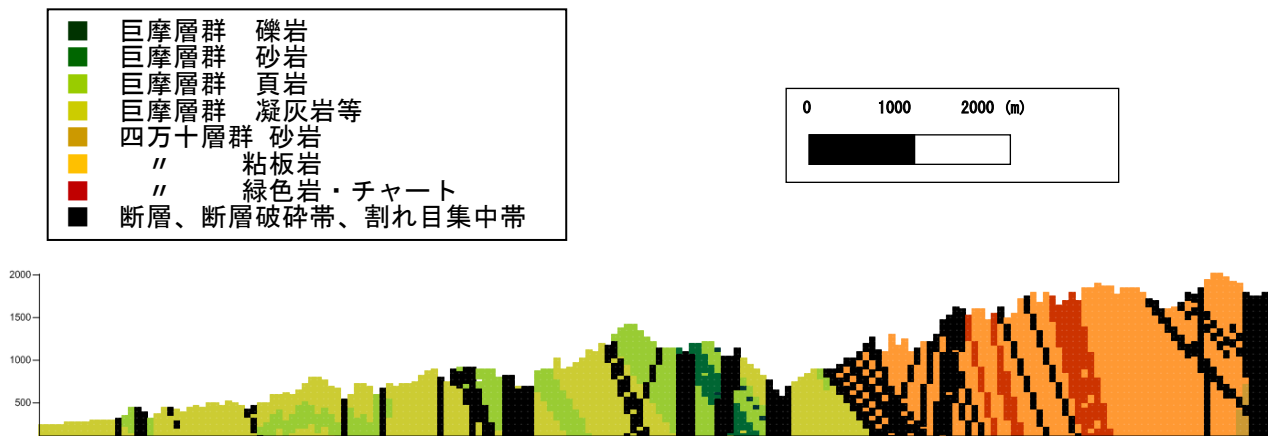 巨摩層群　礫岩
巨摩層群　砂岩
巨摩層群　頁岩
巨摩層群　凝灰岩等
四万十層群 砂岩
〃　　　粘板岩
〃　　　緑色岩・チャート
断層、断層破砕帯、割れ目集中帯
0　1000　2000 (m)
2000
1500
1000
500